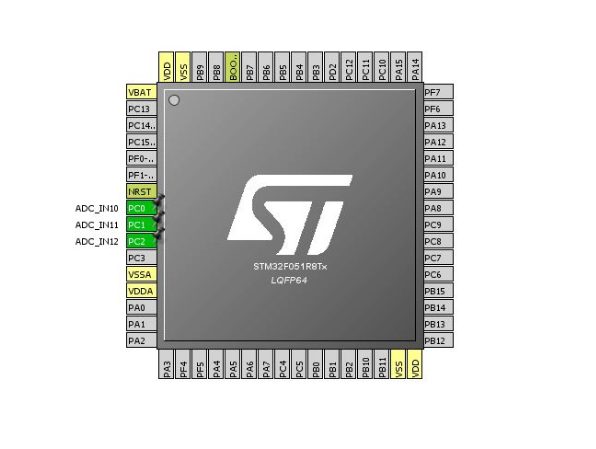 VDD
VSS
PB9
PB8
BOO..
PB7
PB6
PB5
PB4
PB3
PD2
PC12
PC11
PC10
PA15
PA14
VBAT
PC13
PC14..
PC15..
PF0-..
PF1-..
NRST
ADC_IN10 PC0
ADC_IN11 PC1
ADC_IN12 PC2
PC3
VSSA
VDDA
PA0
PA1
PA2
ST
STM32F051R8Tx
LQFP64
PF7
PF6
PA13
PA12
PA11
PA10
PA9
PA8
PC9
PC8
PC7
PC6
PB15
PB14
PB13
PB12
PA3
PF4
PF5
PA4
PA5
PA6
PA7
PC4
PC5
PB0
PB1
PB2
PB10
PB11
VSS
VDD